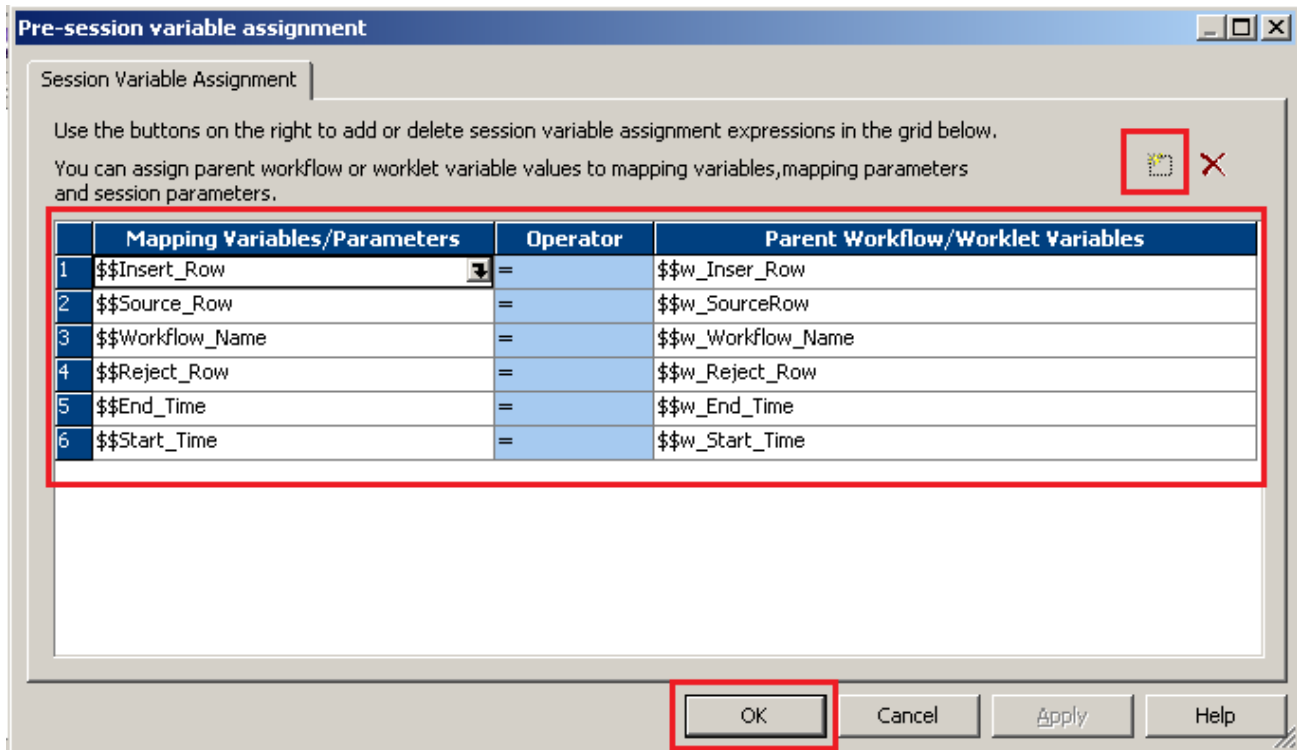 Pre-session variable assignment
Session Variable Assignment
Use the buttons on the right to add or delete session variable assignment expressions in the grid below.
You can assign parent workflow or worklet variable values to mapping variables,mapping parameters
and session parameters.
Mapping Variables/Parameters Operator Parent Workflow/Worklet Variables
1 $$Insert_Row = $$w_Inser_Row
2 $$Source_Row = $$w_SourceRow
3 $$Workflow_Name = $$w_Workflow_Name
4 $$Reject_Row = $$w_Reject_Row
5 $$End_Time = $$w_End_Time
6 $$Start_Time = $$w_Start_Time
OK Cancel Apply Help